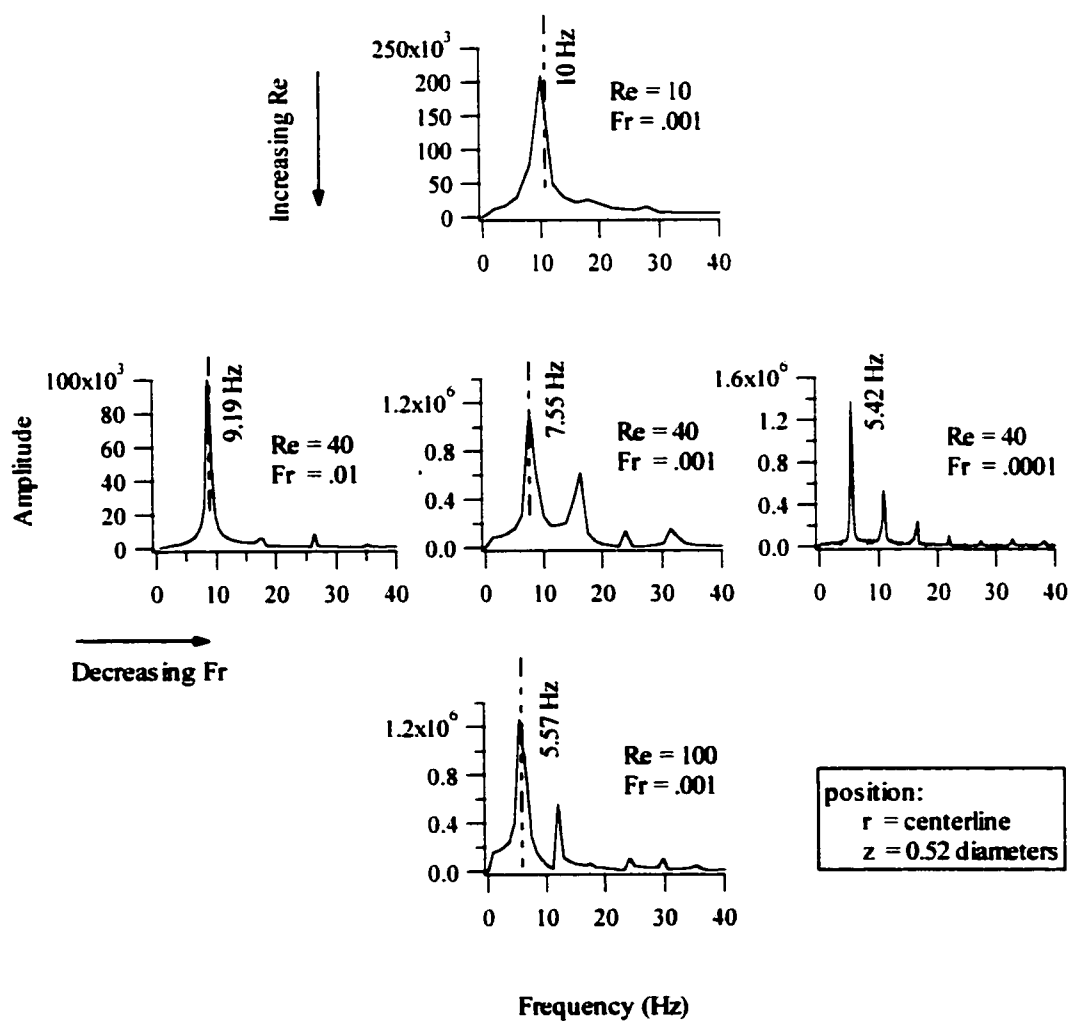 250x10³
200
150
100
50
0
10 Hz
Re = 10
Fr = .001
0 10 20 30 40
Increasing Re
Amplitude
100x10³
80
60
40
20
0
9.19 Hz
Re = 40
Fr = .01
0 10 20 30 40
1.2x10⁶
0.8
0.4
0.0
7.55 Hz
Re = 40
Fr = .001
0 10 20 30 40
1.6x10⁶
1.2
0.8
0.4
0.0
5.42 Hz
Re = 40
Fr = .0001
0 10 20 30 40
Decreasing Fr
1.2x10⁶
0.8
0.4
0.0
5.57 Hz
Re = 100
Fr = .001
0 10 20 30 40
position:
r = centerline
z = 0.52 diameters
Frequency (Hz)